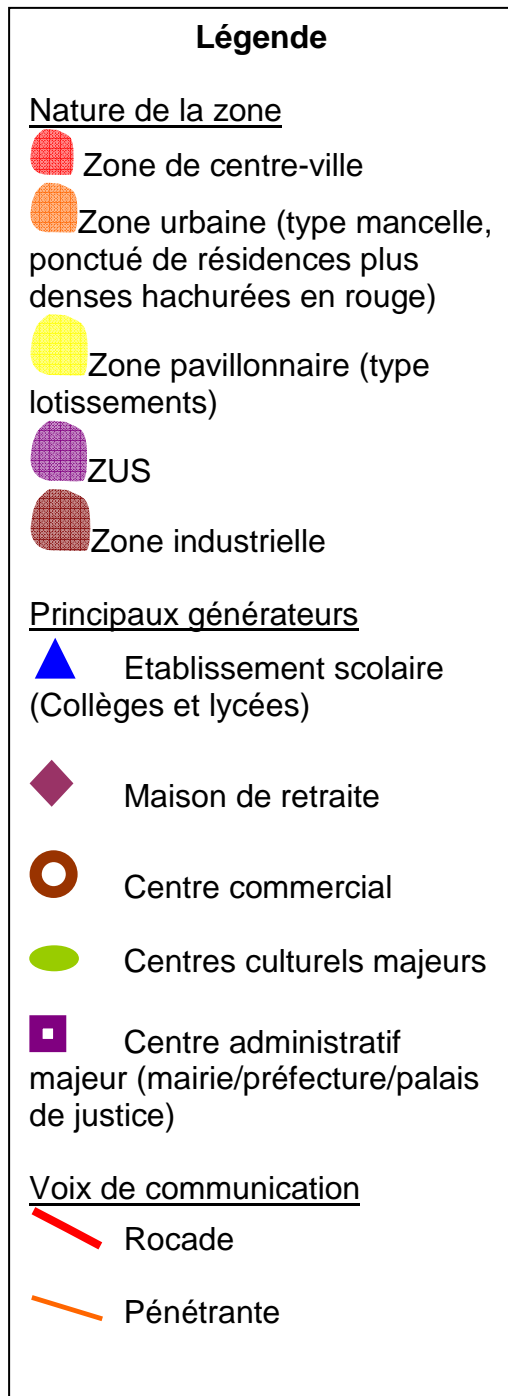 Légende
Nature de la zone
Zone de centre-ville
Zone urbaine (type mancelle,
ponctué de résidences plus
denses hachurées en rouge)
Zone pavillonnaire (type
lotissements)
ZUS
Zone industrielle
Principaux générateurs
Etablissement scolaire
(Collèges et lycées)
Maison de retraite
Centre commercial
Centres culturels majeurs
Centre administratif
majeur (mairie/préfecture/palais
de justice)
Voix de communication
Rocade
Pénétrante